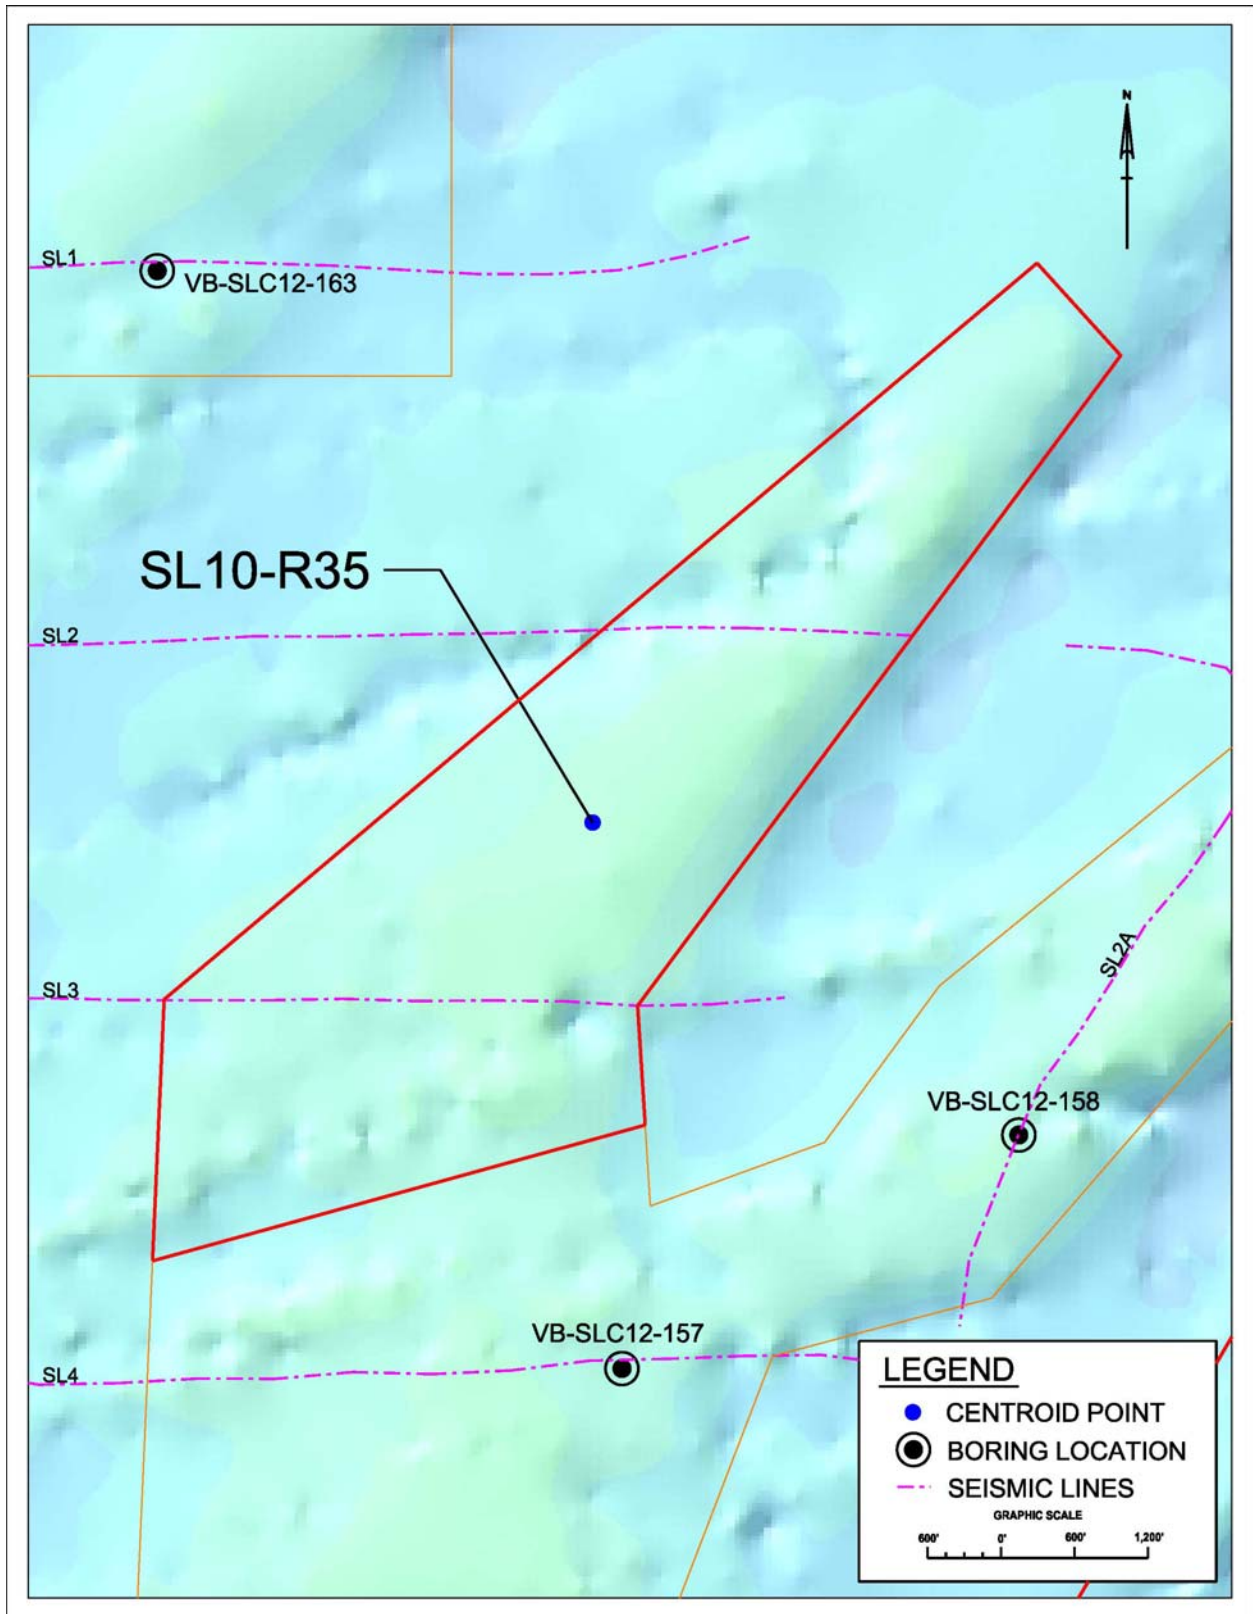 N
SL1
VB-SLC12-163
SL10-R35
SL2
SL2A
SL3
VB-SLC12-158
VB-SLC12-157
SL4
LEGEND
CENTROID POINT
BORING LOCATION
SEISMIC LINES
GRAPHIC SCALE
600' 0' 600' 1,200'